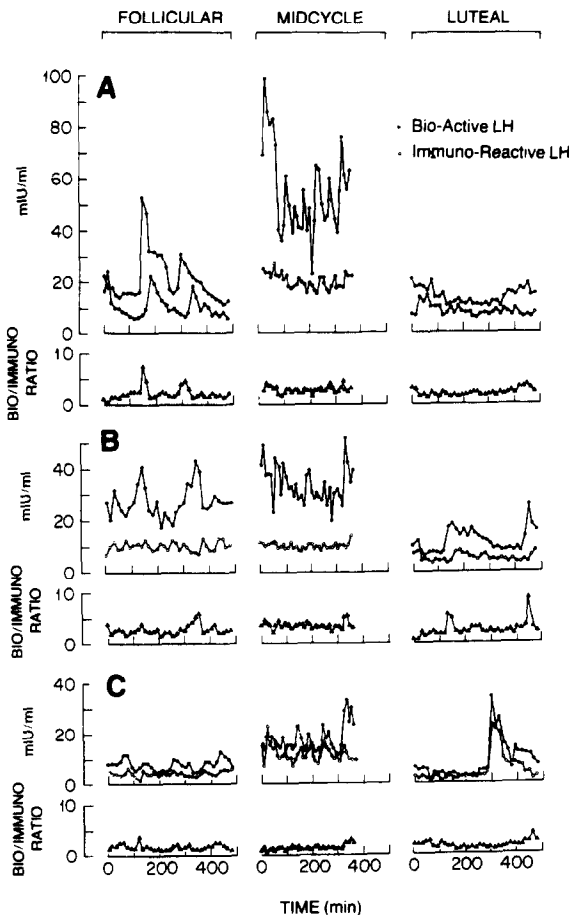 FOLLICULAR MIDCYCLE LUTEAL
A
100
80
60
40
20
0
mIU/ml
Bio-Active LH
Immuno-Reactive LH
10
5
0
BIO/IMMUNO
RATIO
B
40
20
0
mIU/ml
10
5
0
BIO/IMMUNO
RATIO
C
40
20
0
mIU/ml
10
0
BIO/IMMUNO
RATIO
0 200 400 0 200 400 0 200 400
TIME (min)